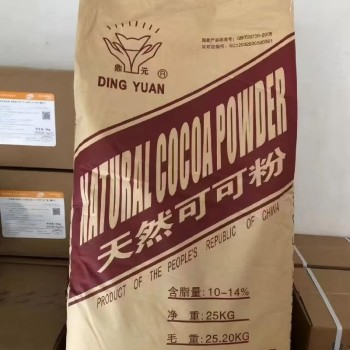 鼎 元
®
DING YUAN
NATURAL COCOA POWDER
天然可可粉
PRODUCT OF THE PEOPLE'S REPUBLIC OF CHINA
含脂量: 10-14%
净 重: 25KG
毛 重: 25.20KG